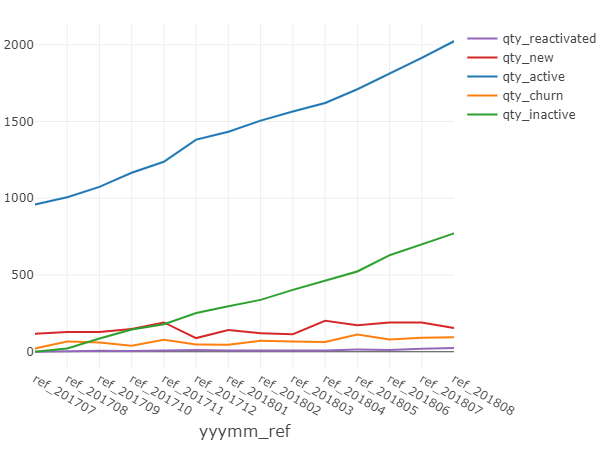 2000
1500
1000
500
0
qty_reactivated
qty_new
qty_active
qty_churn
qty_inactive
ref_201707
ref_201708
ref_201709
ref_201710
ref_201711
ref_201712
ref_201801
ref_201802
ref_201803
ref_201804
ref_201805
ref_201806
ref_201807
ref_201808
yyymm_ref